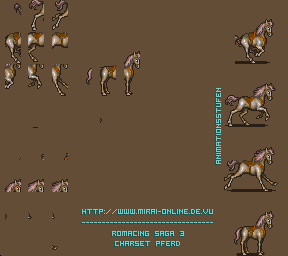 ANIMATIONSSTUFEN
HTTP://WWW.MIRAI-ONLINE.DE.VU
--------------------------------
ROMACING SAGA 3
CHARSET PFERD